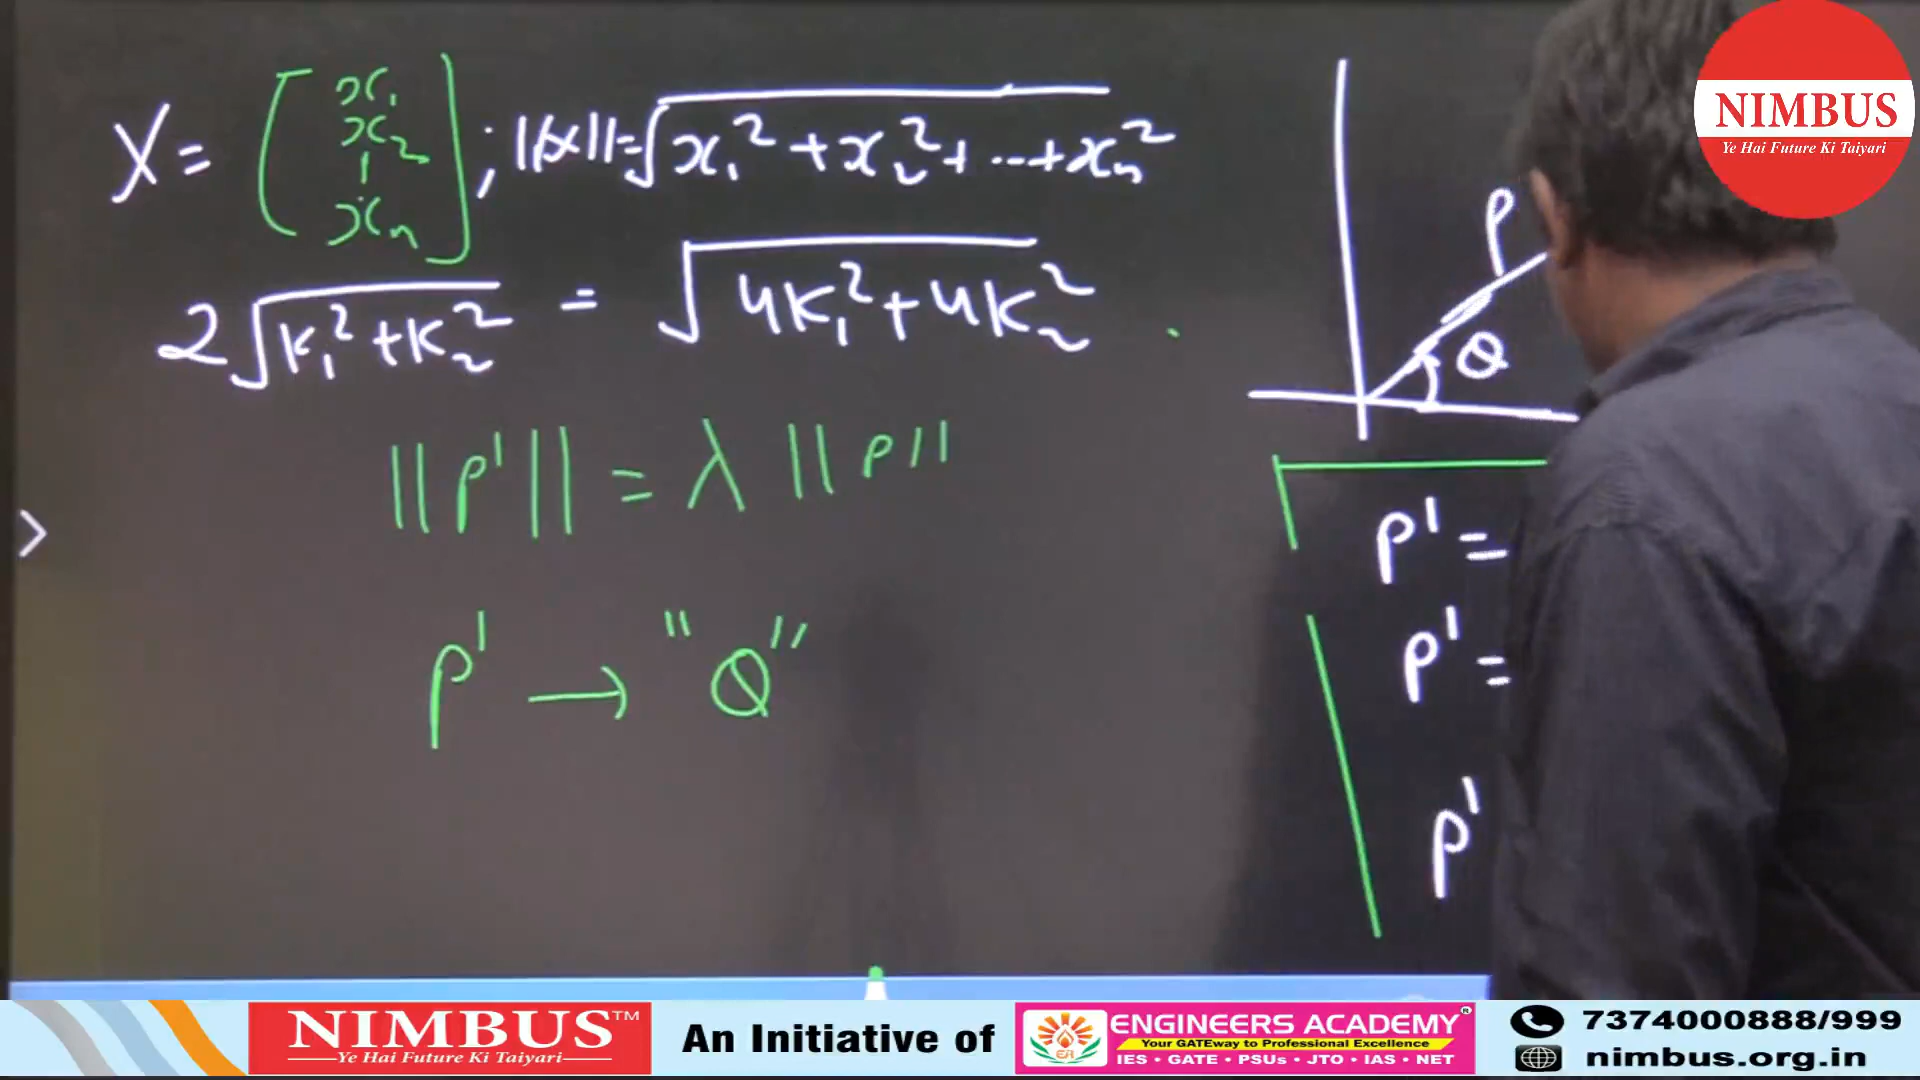 X = [x₁ x₂ ⋮ xₙ] ; ||X|| = √(x₁² + x₂² + ... + xₙ²)
2√(K₁² + K₂²) = √(4K₁² + 4K₂²)
||P'|| = λ ||P||
P' → "θ"
P
θ
P' =
P' =
P'
NIMBUS
Ye Hai Future Ki Taiyari
NIMBUS™
Ye Hai Future Ki Taiyari
An Initiative of
ENGINEERS ACADEMY®
Your GATEway to Professional Excellence
IES • GATE • PSUs • JTO • IAS • NET
7374000888/999
nimbus.org.in